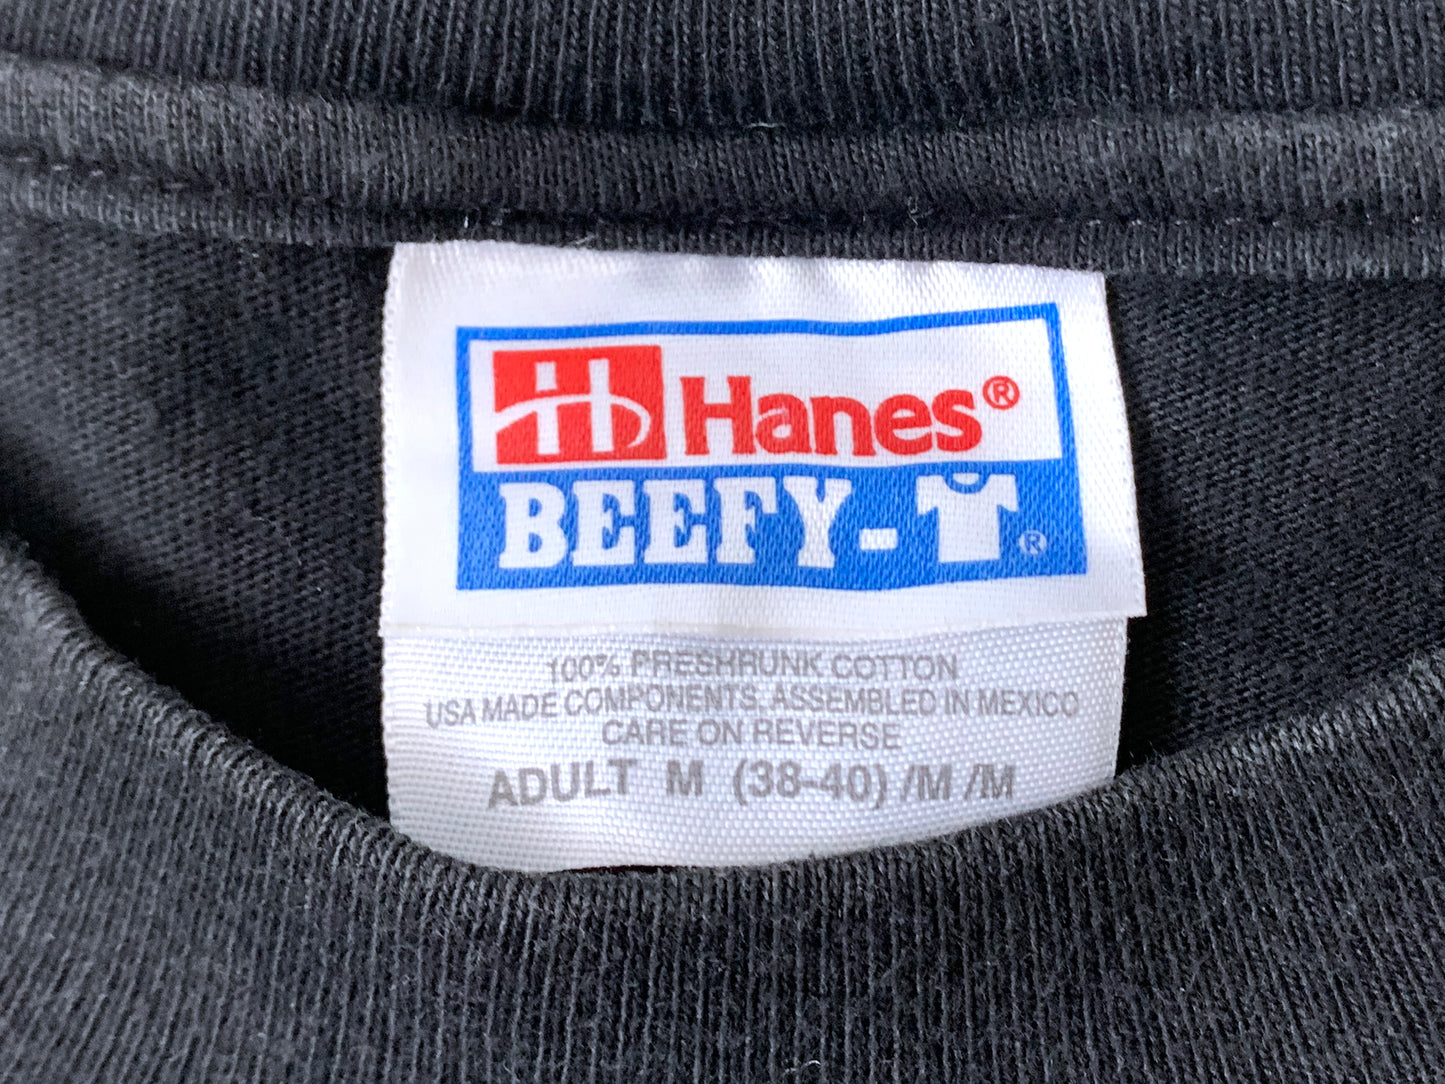 H Hanes®
BEEFY-T®
100% PRESHRUNK COTTON
USA MADE COMPONENTS, ASSEMBLED IN MEXICO
CARE ON REVERSE
ADULT M (38-40) /M /M